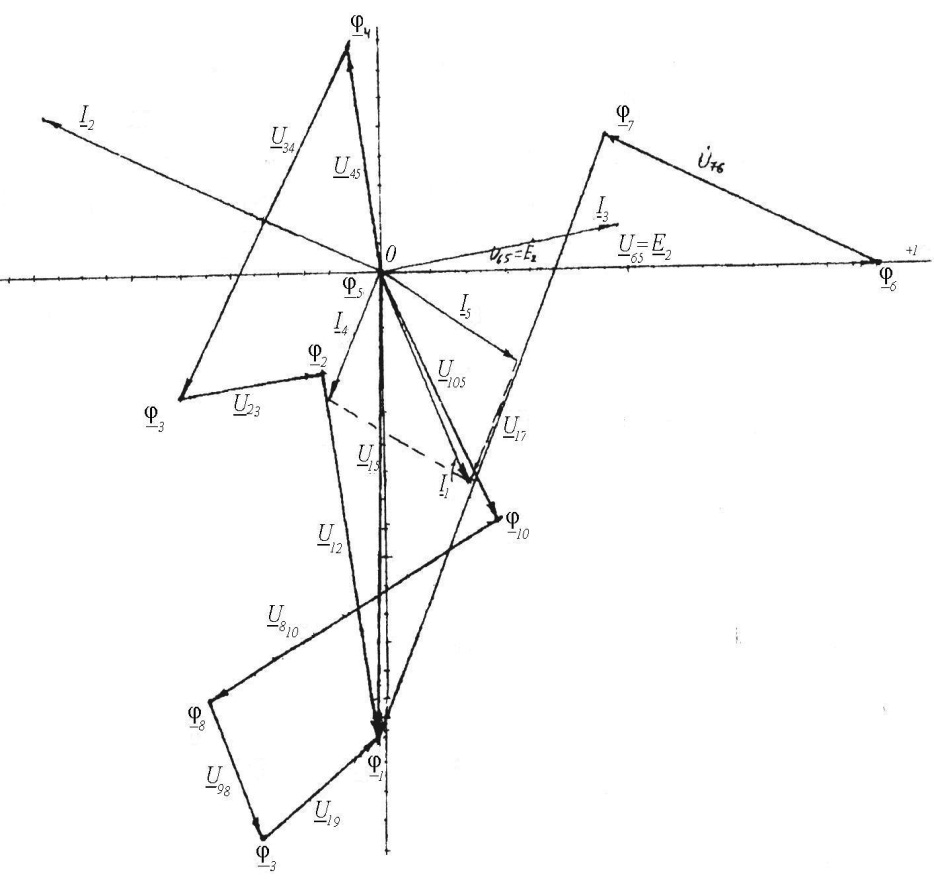 φ₄
I₂
φ₇
U₃₄
U̇₇₆
U₄₅
I₃
0
U₆₅=E₂
U₆₅=E₂
+1
φ₅
φ₆
I₅
I₄
φ₂
U₁₀₅
φ₃
U₂₃
U₁₇
U₁₅
I₁
φ₁₀
U₁₂
U₈₁₀
φ₈
φ₁
U₉₈
U₁₉
φ₃